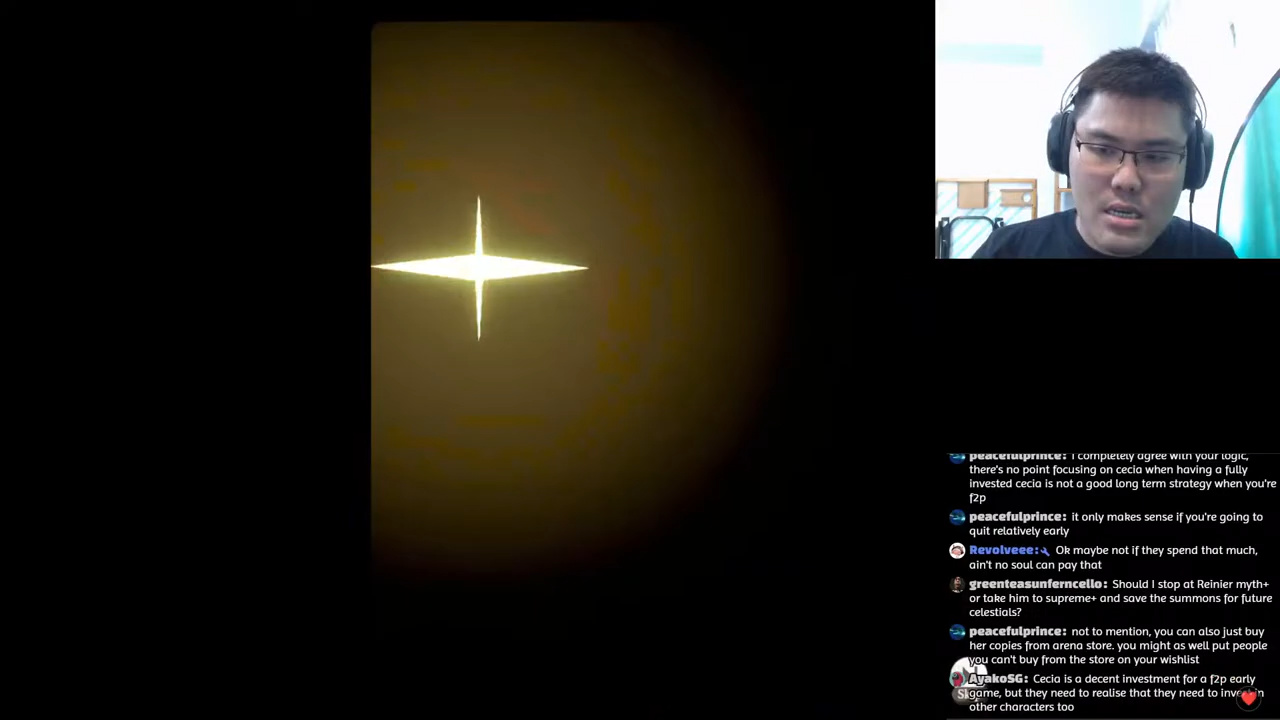 peacefulprince: I completely agree with your logic,
there's no point focusing on cecia when having a fully
invested cecia is not a good long term strategy when you're
f2p
peacefulprince: it only makes sense if you're going to
quit relatively early
Revolveee: Ok maybe not if they spend that much,
ain't no soul can pay that
greenteasunferncello: Should I stop at Reinier myth+
or take him to supreme+ and save the summons for future
celestials?
peacefulprince: not to mention, you can also just buy
her copies from arena store. you might as well put people
you can't buy from the store on your wishlist
AyakoSG: Cecia is a decent investment for a f2p early
game, but they need to realise that they need to invest in
other characters too